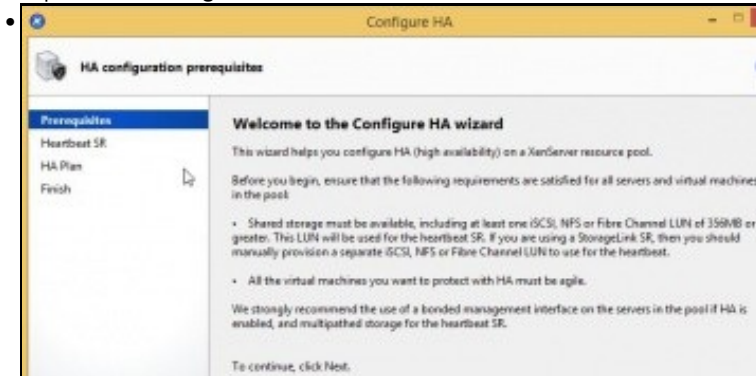 Configure HA
HA configuration prerequisites
Prerequisites
Heartbeat SR
HA Plan
Finish
Welcome to the Configure HA wizard
This wizard helps you configure HA (high availability) on a XenServer resource pool.
Before you begin, ensure that the following requirements are satisfied for all servers and virtual machines
in the pool:
• Shared storage must be available, including at least one iSCSI, NFS or Fibre Channel LUN of 356MB or
greater. This LUN will be used for the heartbeat SR. If you are using a StorageLink SR, then you should
manually provision a separate iSCSI, NFS or Fibre Channel LUN to use for the heartbeat.
• All the virtual machines you want to protect with HA must be agile.
We strongly recommend the use of a bonded management interface on the servers in the pool if HA is
enabled, and multipathed storage for the heartbeat SR.
To continue, click Next.